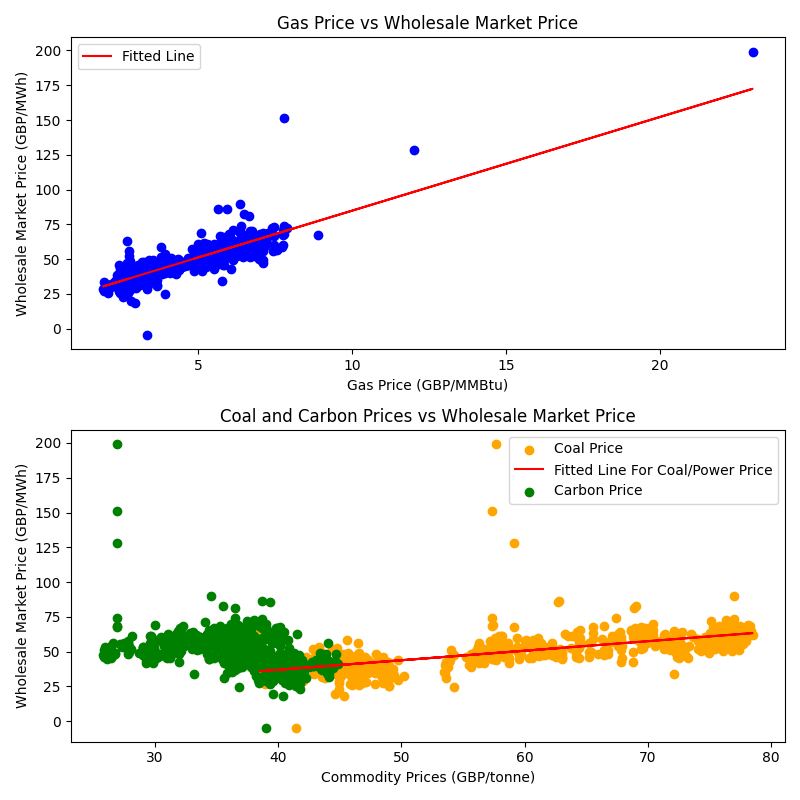 Gas Price vs Wholesale Market Price
Fitted Line
Wholesale Market Price (GBP/MWh)
200
175
150
125
100
75
50
25
0
5 10 15 20
Gas Price (GBP/MMBtu)
Coal and Carbon Prices vs Wholesale Market Price
Coal Price
Fitted Line For Coal/Power Price
Carbon Price
Wholesale Market Price (GBP/MWh)
200
175
150
125
100
75
50
25
0
30 40 50 60 70 80
Commodity Prices (GBP/tonne)